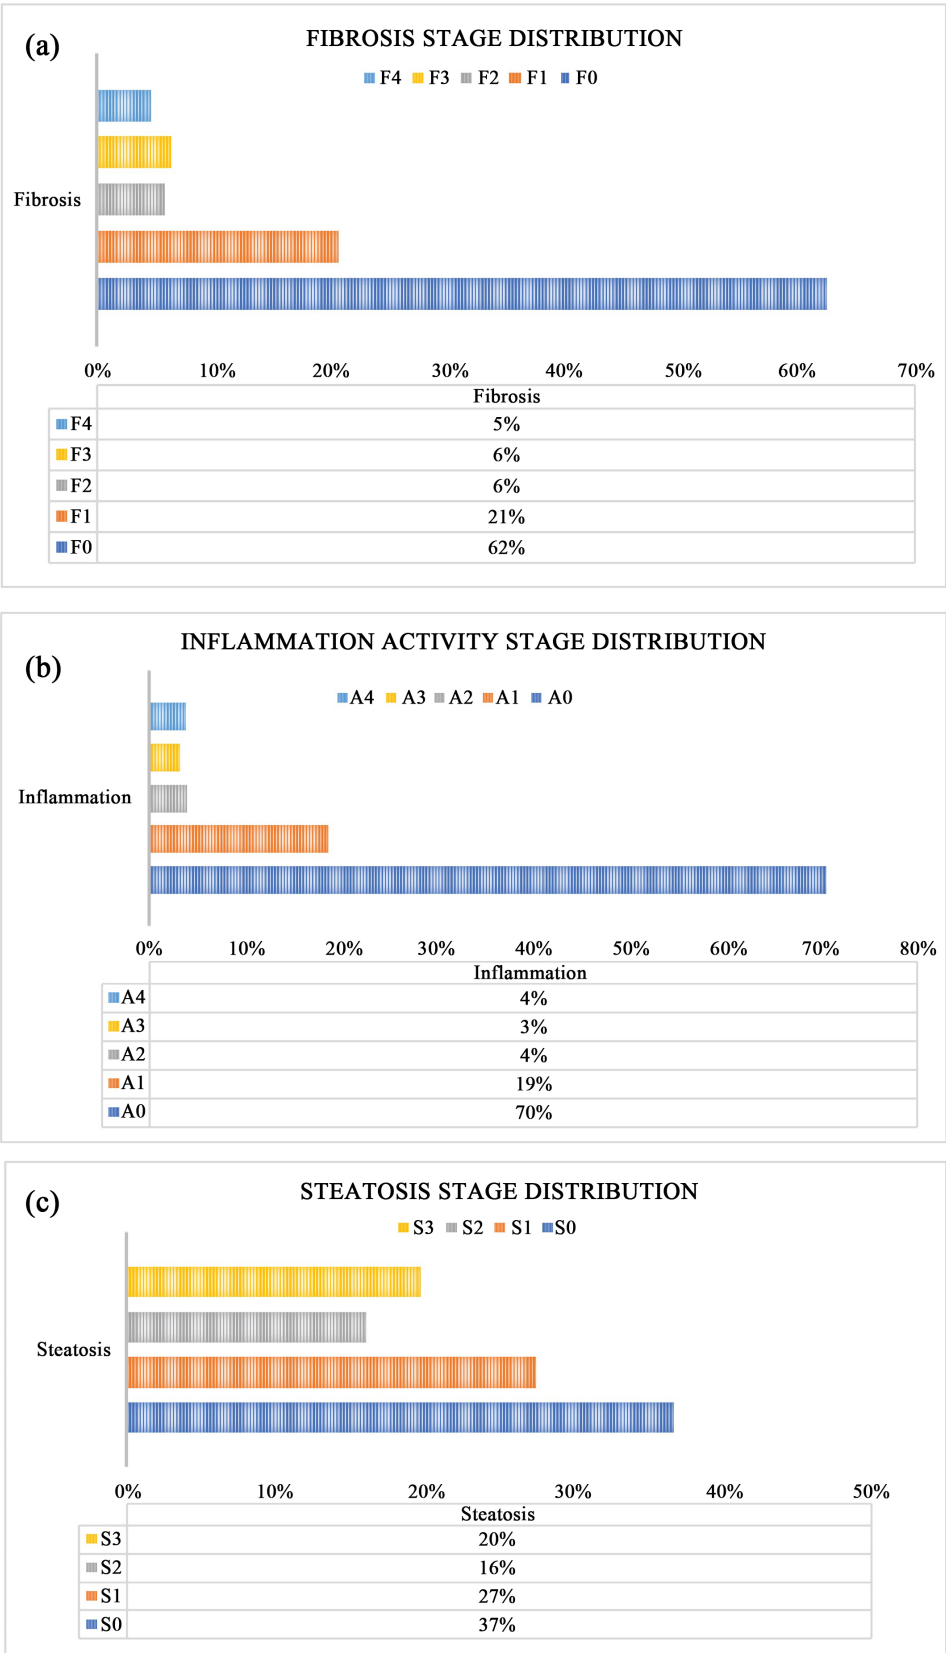 (a)
FIBROSIS STAGE DISTRIBUTION
F4 F3 F2 F1 F0
Fibrosis
0% 10% 20% 30% 40% 50% 60% 70%
Fibrosis
F4 5%
F3 6%
F2 6%
F1 21%
F0 62%
INFLAMMATION ACTIVITY STAGE DISTRIBUTION
(b)
A4 A3 A2 A1 A0
Inflammation
0% 10% 20% 30% 40% 50% 60% 70% 80%
Inflammation
A4 4%
A3 3%
A2 4%
A1 19%
A0 70%
STEATOSIS STAGE DISTRIBUTION
(c)
S3 S2 S1 S0
Steatosis
0% 10% 20% 30% 40% 50%
Steatosis
S3 20%
S2 16%
S1 27%
S0 37%